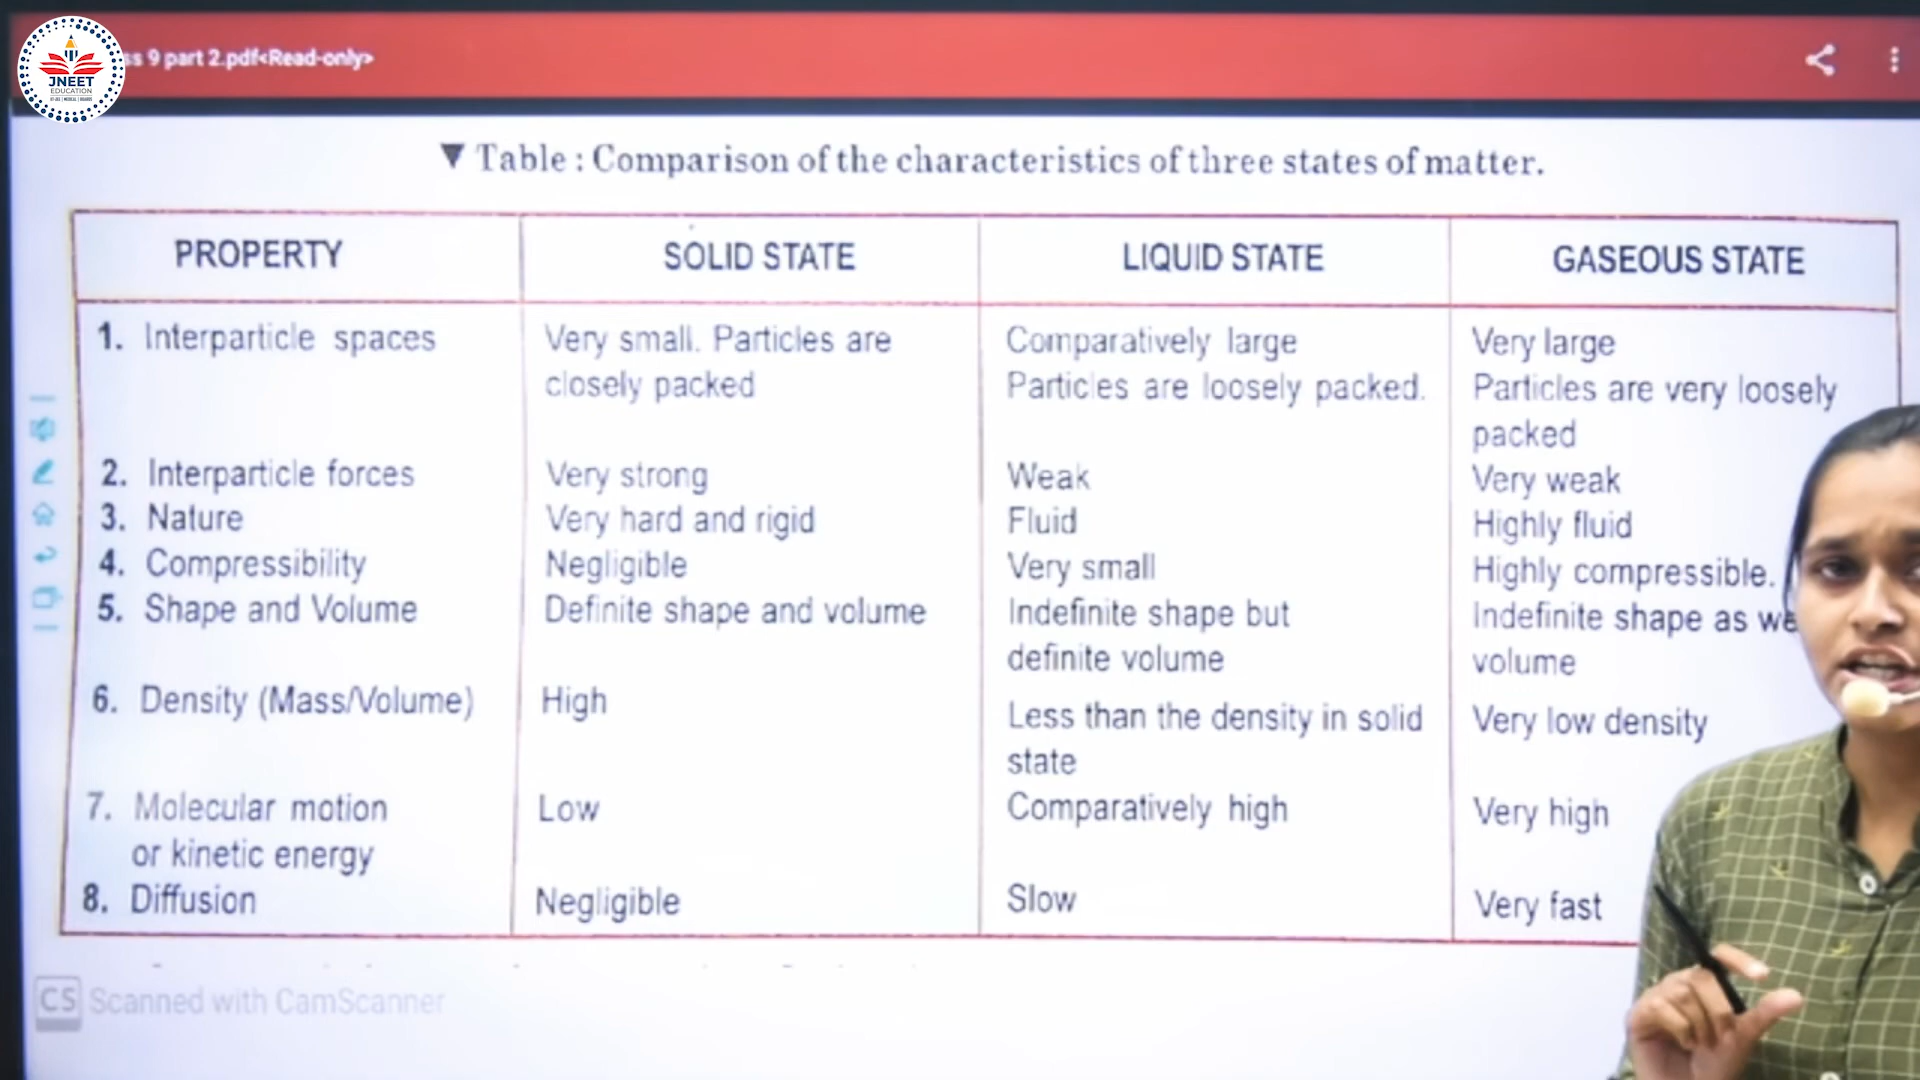 JNEET
EDUCATION
ss 9 part 2.pdf<Read-only>
▼ Table : Comparison of the characteristics of three states of matter.
PROPERTY SOLID STATE LIQUID STATE GASEOUS STATE
1. Interparticle spaces Very small. Particles are Comparatively large Very large
closely packed Particles are loosely packed. Particles are very loosely
packed
2. Interparticle forces Very strong Weak Very weak
3. Nature Very hard and rigid Fluid Highly fluid
4. Compressibility Negligible Very small Highly compressible.
5. Shape and Volume Definite shape and volume Indefinite shape but Indefinite shape as we
definite volume volume
6. Density (Mass/Volume) High Less than the density in solid Very low density
state
7. Molecular motion Low Comparatively high Very high
or kinetic energy
8. Diffusion Negligible Slow Very fast
CS Scanned with CamScanner